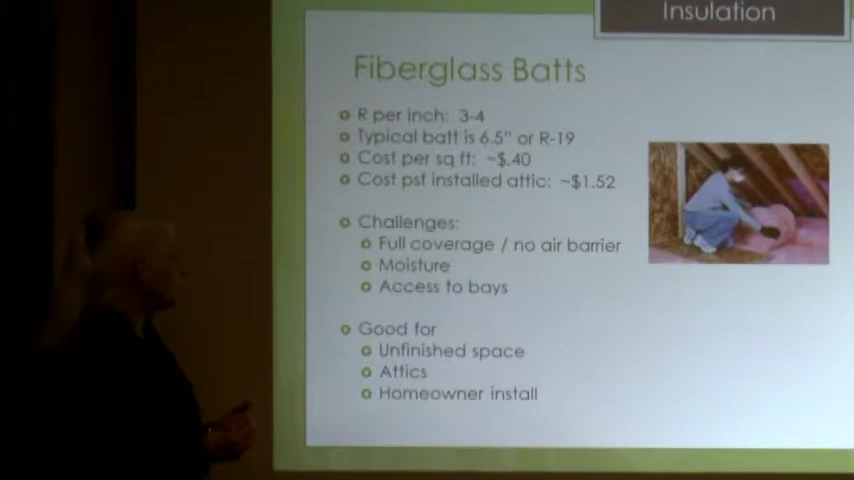 Insulation
Fiberglass Batts
R per inch: 3-4
Typical batt is 6.5" or R-19
Cost per sq ft: ~$.40
Cost psf installed attic: ~$1.52
Challenges:
Full coverage / no air barrier
Moisture
Access to bays
Good for
Unfinished space
Attics
Homeowner install